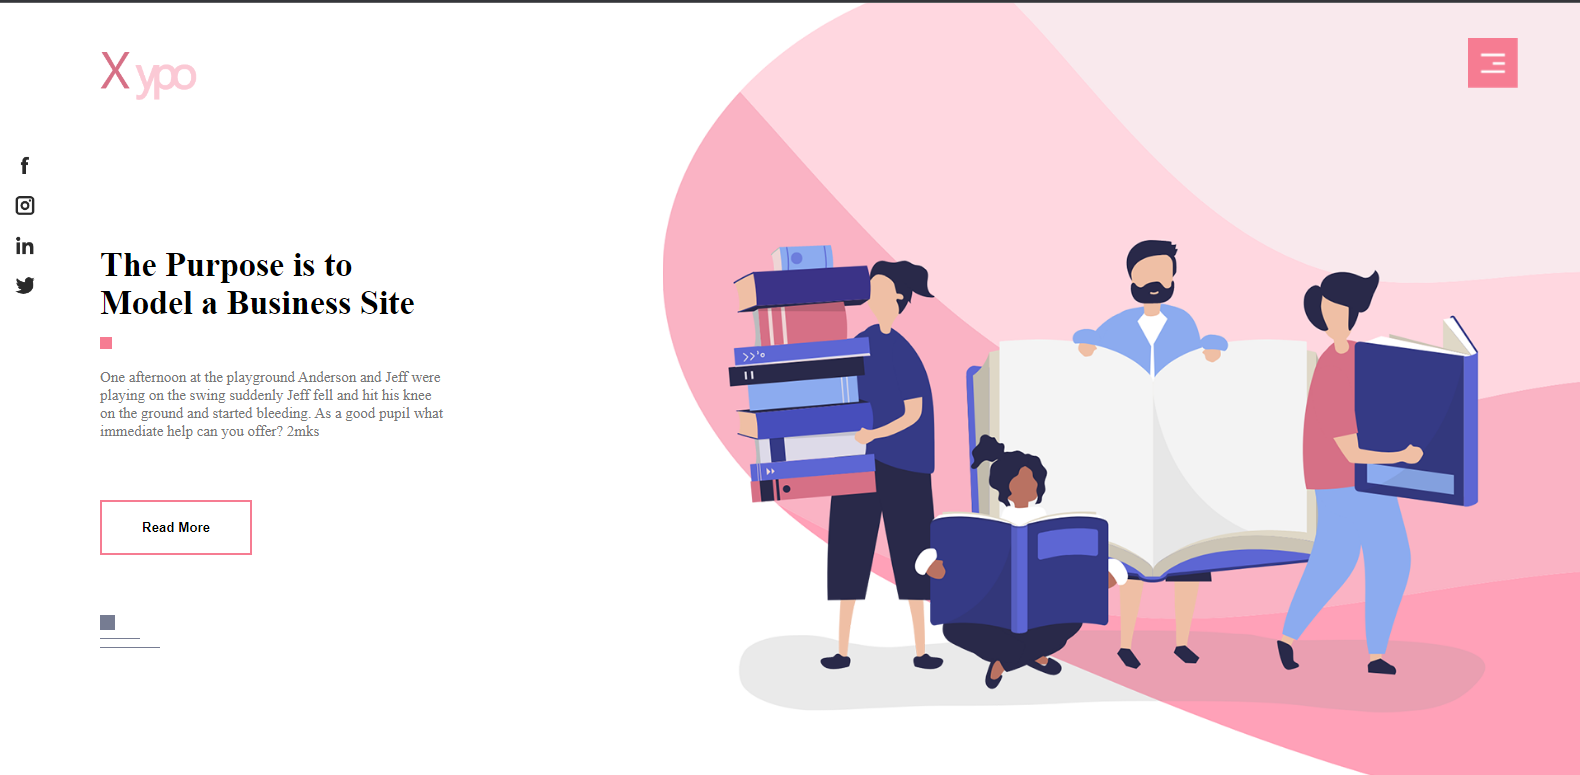 X ypo
The Purpose is to
Model a Business Site
One afternoon at the playground Anderson and Jeff were
playing on the swing suddenly Jeff fell and hit his knee
on the ground and started bleeding. As a good pupil what
immediate help can you offer? 2mks
Read More